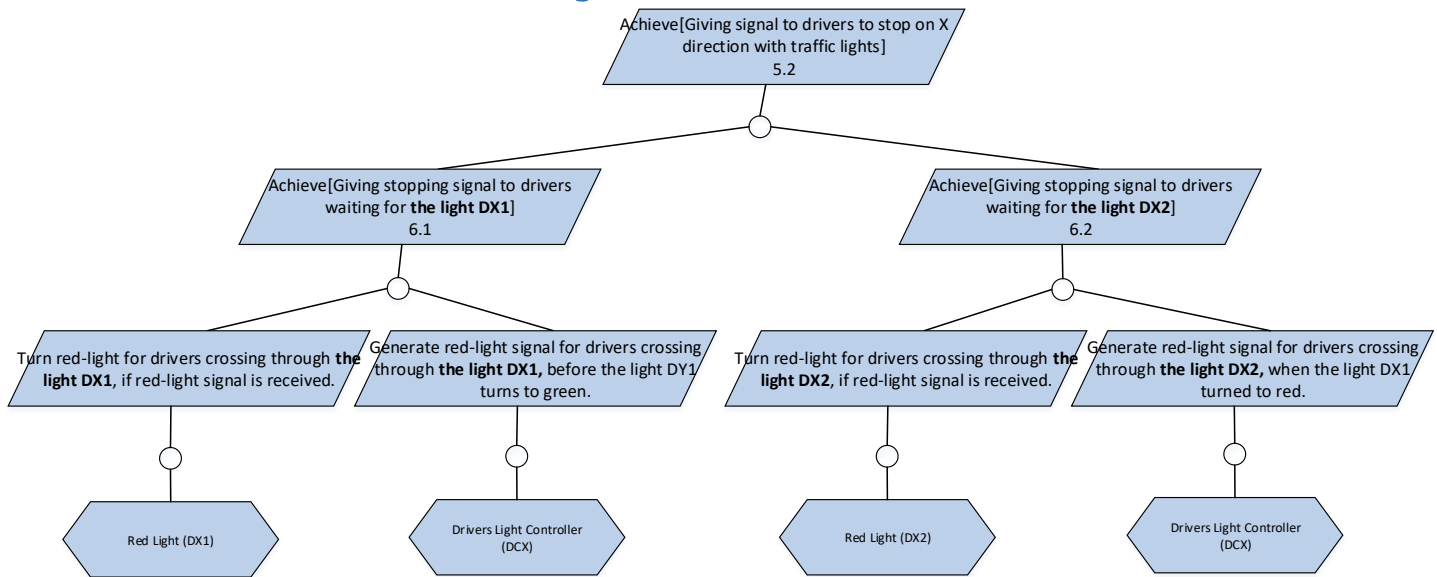 Achieve[Giving signal to drivers to stop on X
direction with traffic lights]
5.2
Achieve[Giving stopping signal to drivers
waiting for the light DX1]
6.1
Achieve[Giving stopping signal to drivers
waiting for the light DX2]
6.2
Turn red-light for drivers crossing through the
light DX1, if red-light signal is received.
Generate red-light signal for drivers crossing
through the light DX1, before the light DY1
turns to green.
Turn red-light for drivers crossing through the
light DX2, if red-light signal is received.
Generate red-light signal for drivers crossing
through the light DX2, when the light DX1
turned to red.
Red Light (DX1)
Drivers Light Controller
(DCX)
Red Light (DX2)
Drivers Light Controller
(DCX)